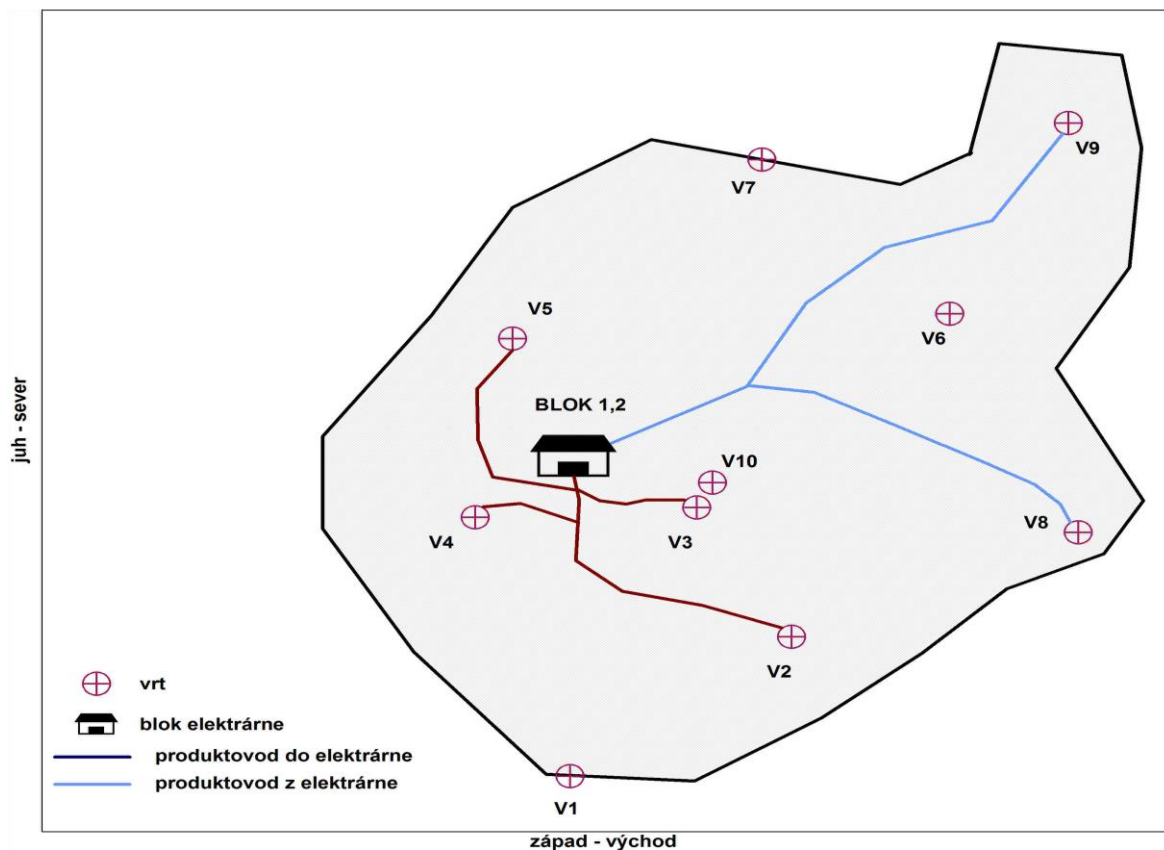 V9
V7
V5
V6
BLOK 1,2
V10
V4
V3
V8
V2
vrt
blok elektrárne
produktovod do elektrárne
produktovod z elektrárne
V1
juh - sever
západ - východ